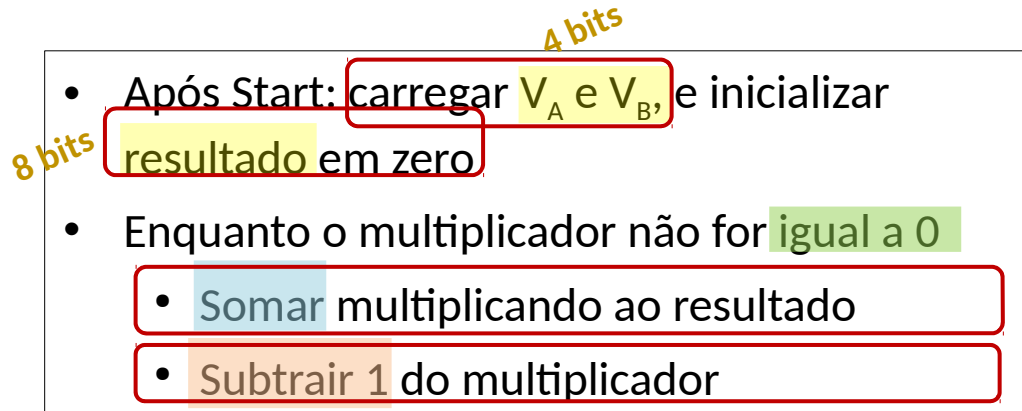 4 bits
• Após Start: carregar VA e VB, e inicializar
8 bits
resultado em zero
• Enquanto o multiplicador não for igual a 0
• Somar multiplicando ao resultado
• Subtrair 1 do multiplicador